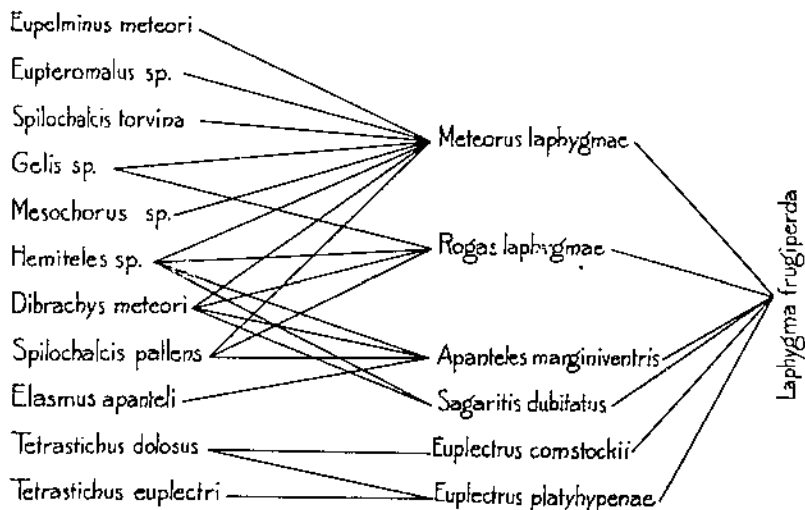 Eupelminus meteori
Eupteromalus sp.
Spilochalcis torvina
Gelis sp.
Mesochorus sp.
Hemiteles sp.
Dibrachys meteori
Spilochalcis pallens
Elasmus apanteli
Tetrastichus dolosus
Tetrastichus euplectri
Meteorus laphygmae
Rogas laphygmae
Apanteles marginiventris
Sagaritis dubitatus
Euplectrus comstockii
Euplectrus platyhypenae
Laphygma frugiperda